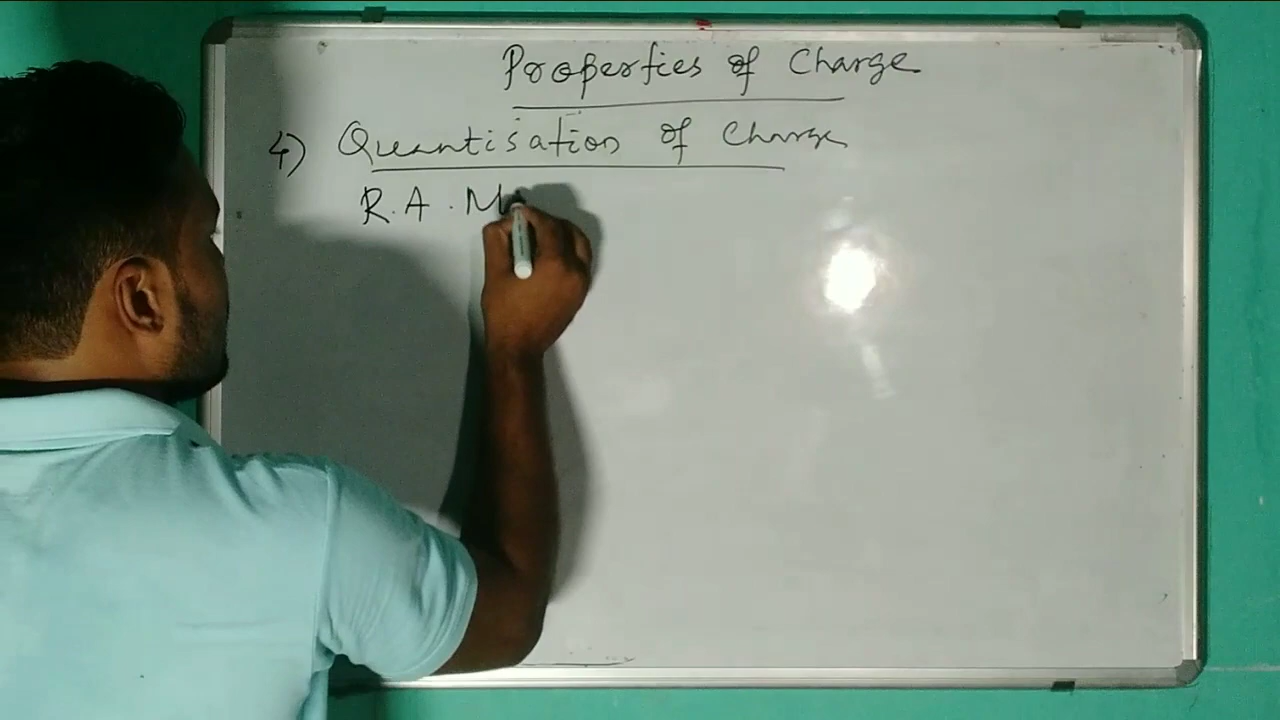 Properties of Charge
4) Quantisation of Charge
R.A.M